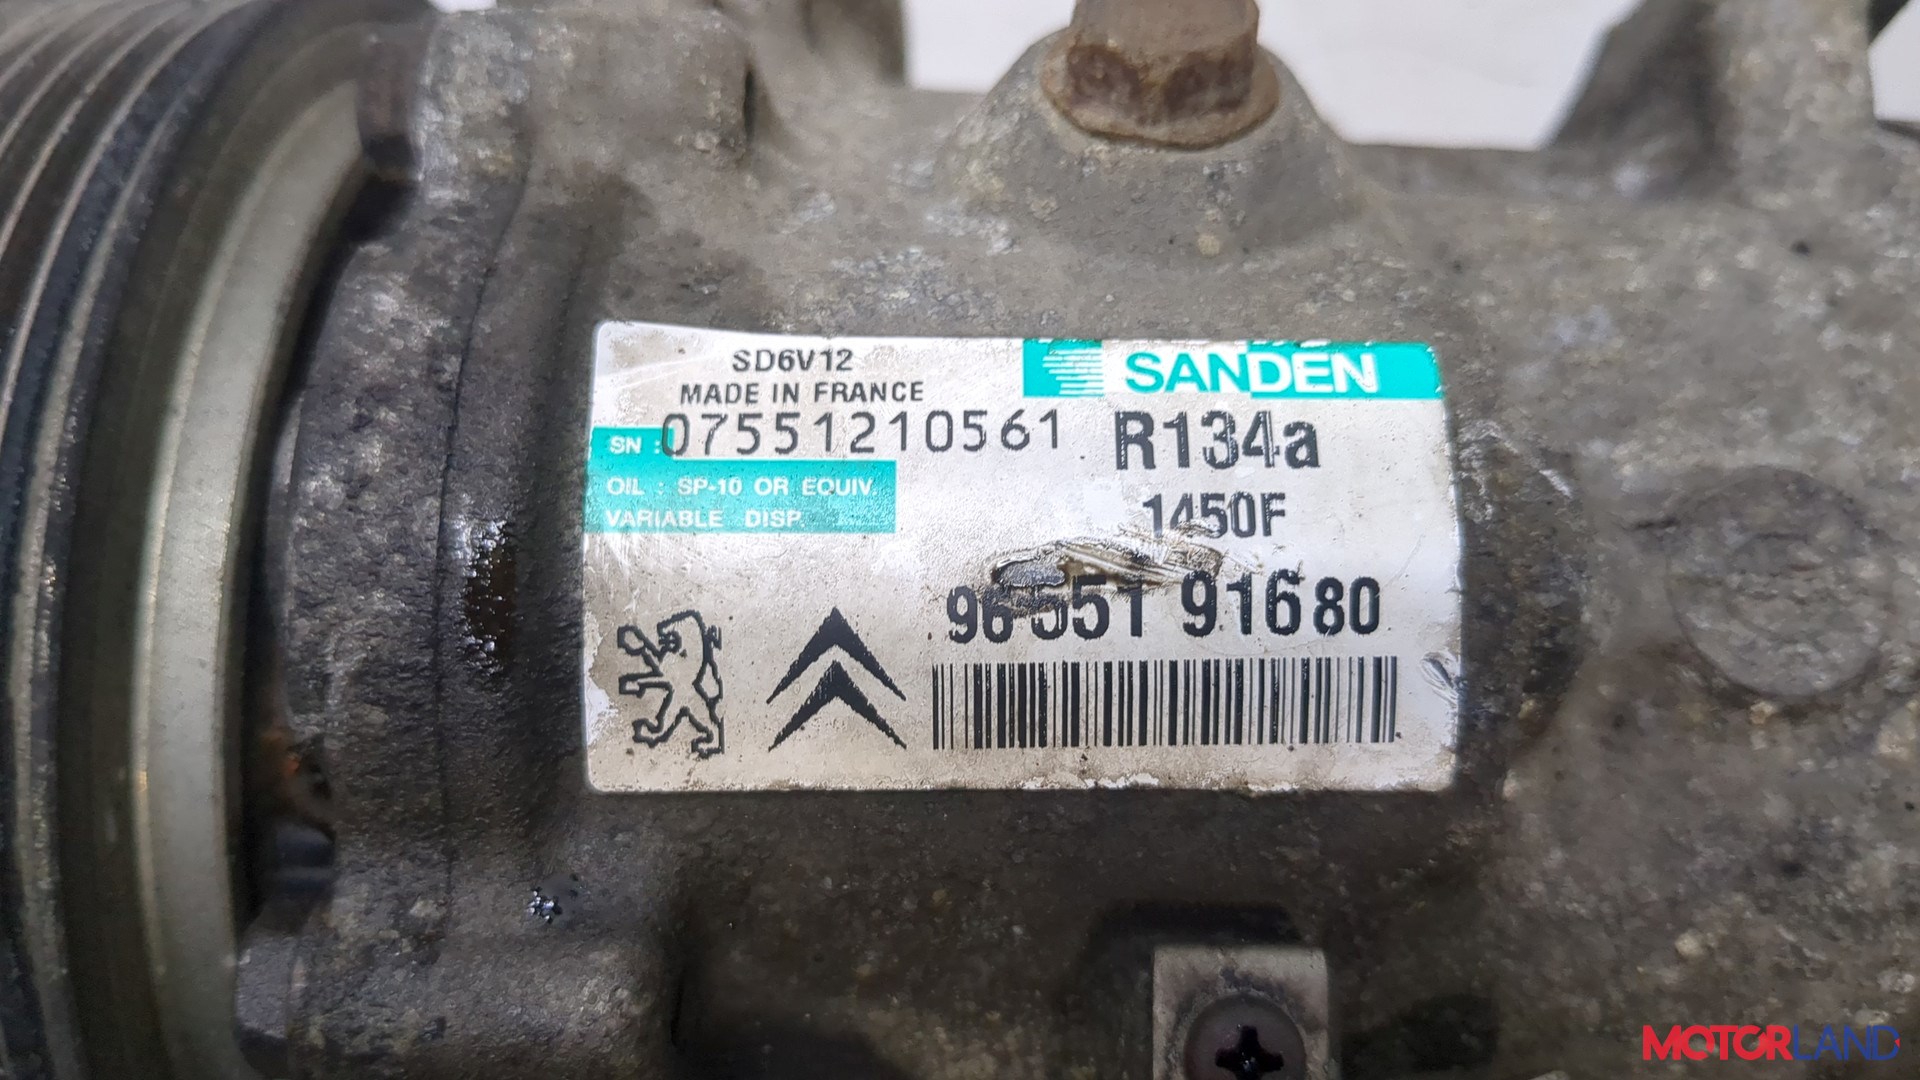 SD6V12
MADE IN FRANCE
SANDEN
SN : 07551210561
R134a
OIL : SP-10 OR EQUIV.
VARIABLE DISP.
1450F
96 551 916 80
MOTORLAND